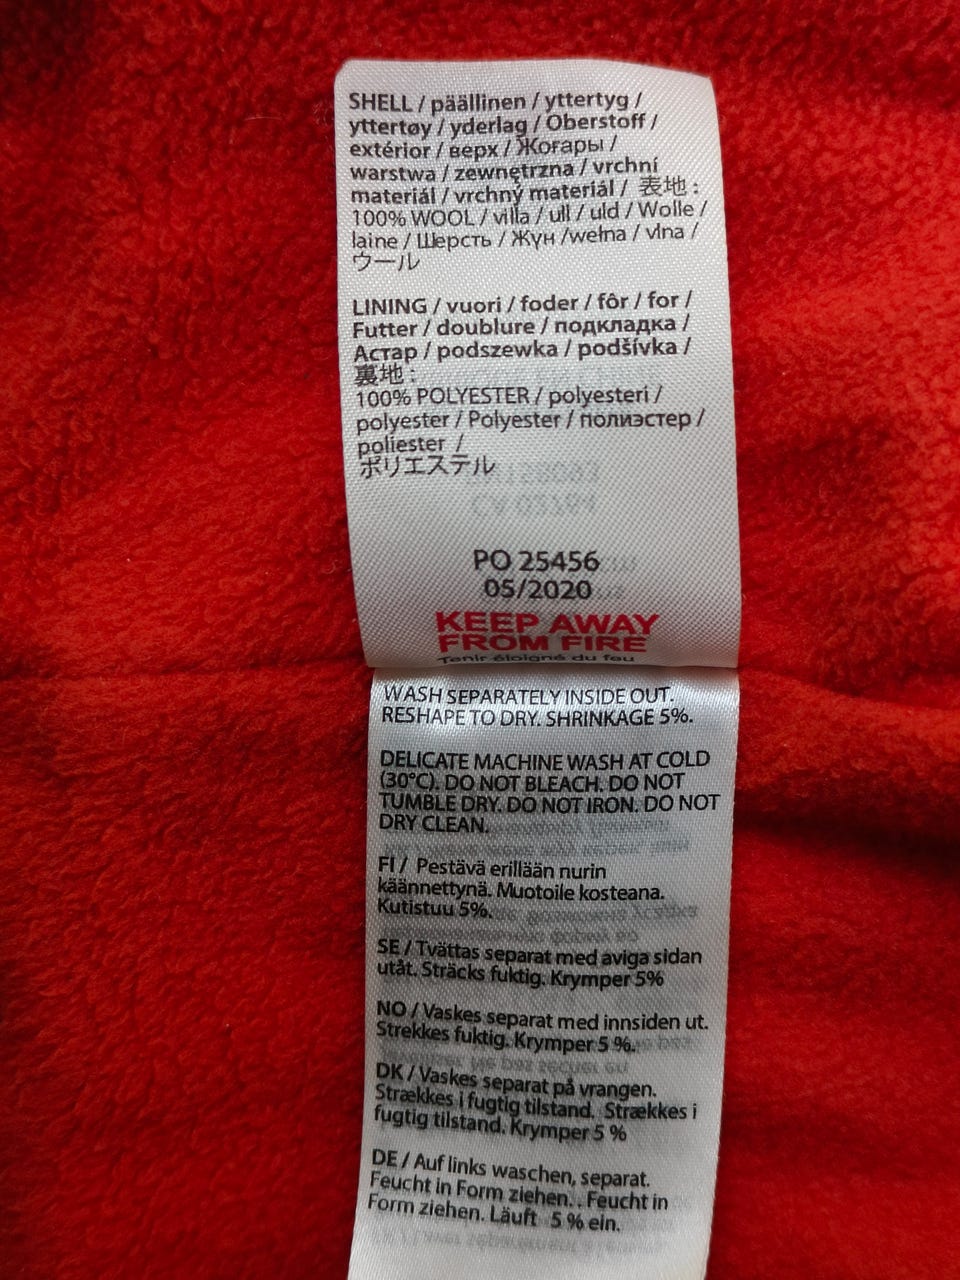 SHELL / päällinen / yttertyg /
yttertøy / yderlag / Oberstoff /
extérior / верх / Жоғары /
warstwa / zewnętrzna / vrchní
materiál / vrchný materiál / 表地 :
100% WOOL / villa / ull / uld / Wolle /
laine / Шерсть / Жүн /wełna / vlna /
ウール
LINING / vuori / foder / fôr / for /
Futter / doublure / подкладка /
Астар / podszewka / podšívka /
裏地 :
100% POLYESTER / polyesteri /
polyester / Polyester / полиэстер /
poliester /
ポリエステル
PO 25456
05/2020
KEEP AWAY
FROM FIRE
Tenir éloigné du feu
WASH SEPARATELY INSIDE OUT.
RESHAPE TO DRY. SHRINKAGE 5%.
DELICATE MACHINE WASH AT COLD
(30°C). DO NOT BLEACH. DO NOT
TUMBLE DRY. DO NOT IRON. DO NOT
DRY CLEAN.
FI / Pestävä erillään nurin
käännettynä. Muotoile kosteana.
Kutistuu 5%.
SE / Tvättas separat med aviga sidan
utåt. Sträcks fuktig. Krymper 5%
NO / Vaskes separat med innsiden ut.
Strekkes fuktig. Krymper 5 %.
DK / Vaskes separat på vrangen.
Strækkes i fugtig tilstand. Strækkes i
fugtig tilstand. Krymper 5 %
DE / Auf links waschen, separat.
Feucht in Form ziehen. . Feucht in
Form ziehen. Läuft 5 % ein.